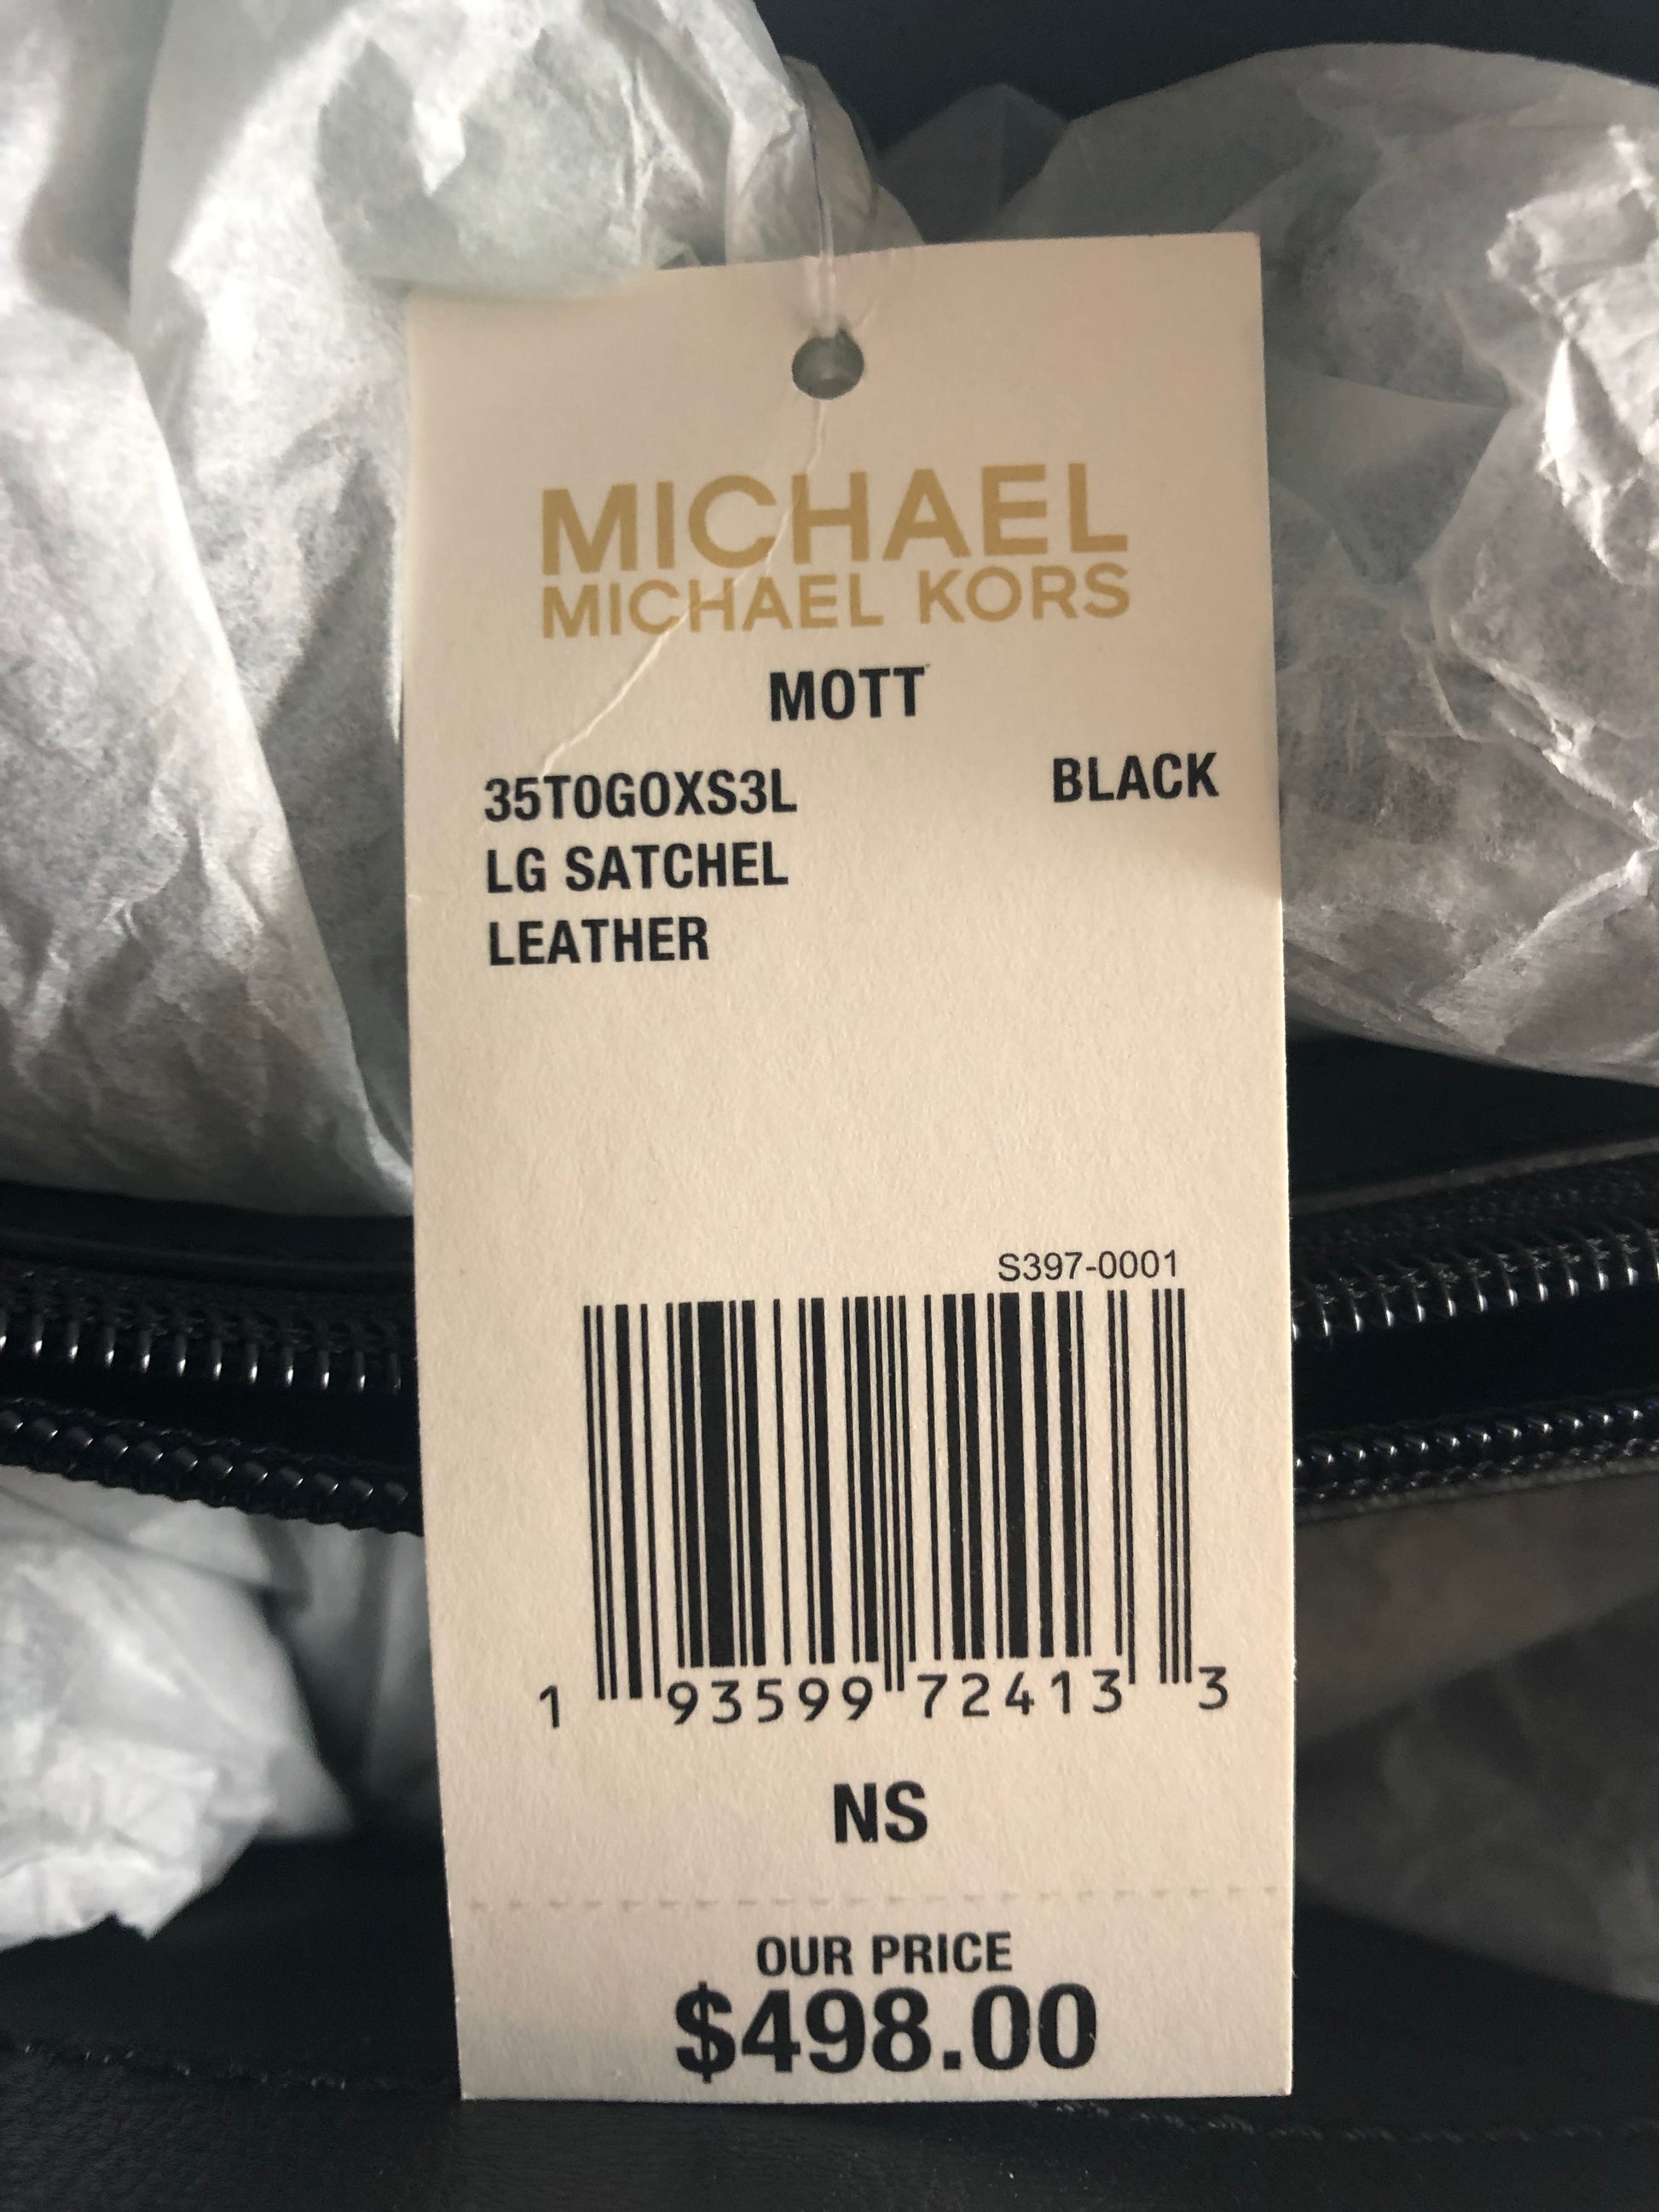 MICHAEL
MICHAEL KORS
MOTT
35T0GOXS3L BLACK
LG SATCHEL
LEATHER
S397-0001
1 93599 72413 3
NS
OUR PRICE
$498.00